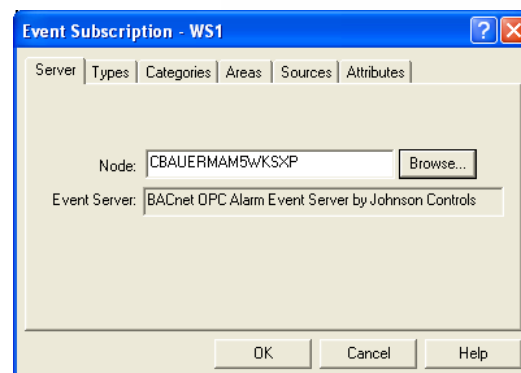 Event Subscription - WS1
Server Types Categories Areas Sources Attributes
Node: CBAUERMAM5WKSXP Browse...
Event Server: BACnet OPC Alarm Event Server by Johnson Controls
OK Cancel Help